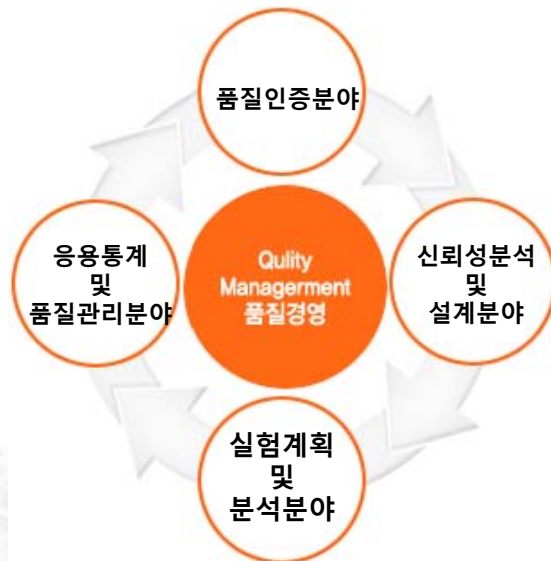 품질인증분야
응용통계
및
품질관리분야
Qulity
Managerment
품질경영
신뢰성분석
및
설계분야
실험계획
및
분석분야